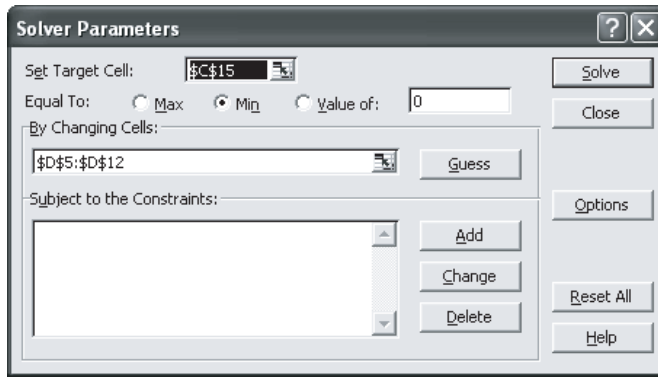 Solver Parameters
Set Target Cell: $C$15 Solve
Equal To: Max Min Value of: 0 Close
By Changing Cells:
$D$5:$D$12 Guess
Subject to the Constraints: Options
Add
Change
Reset All
Delete
Help